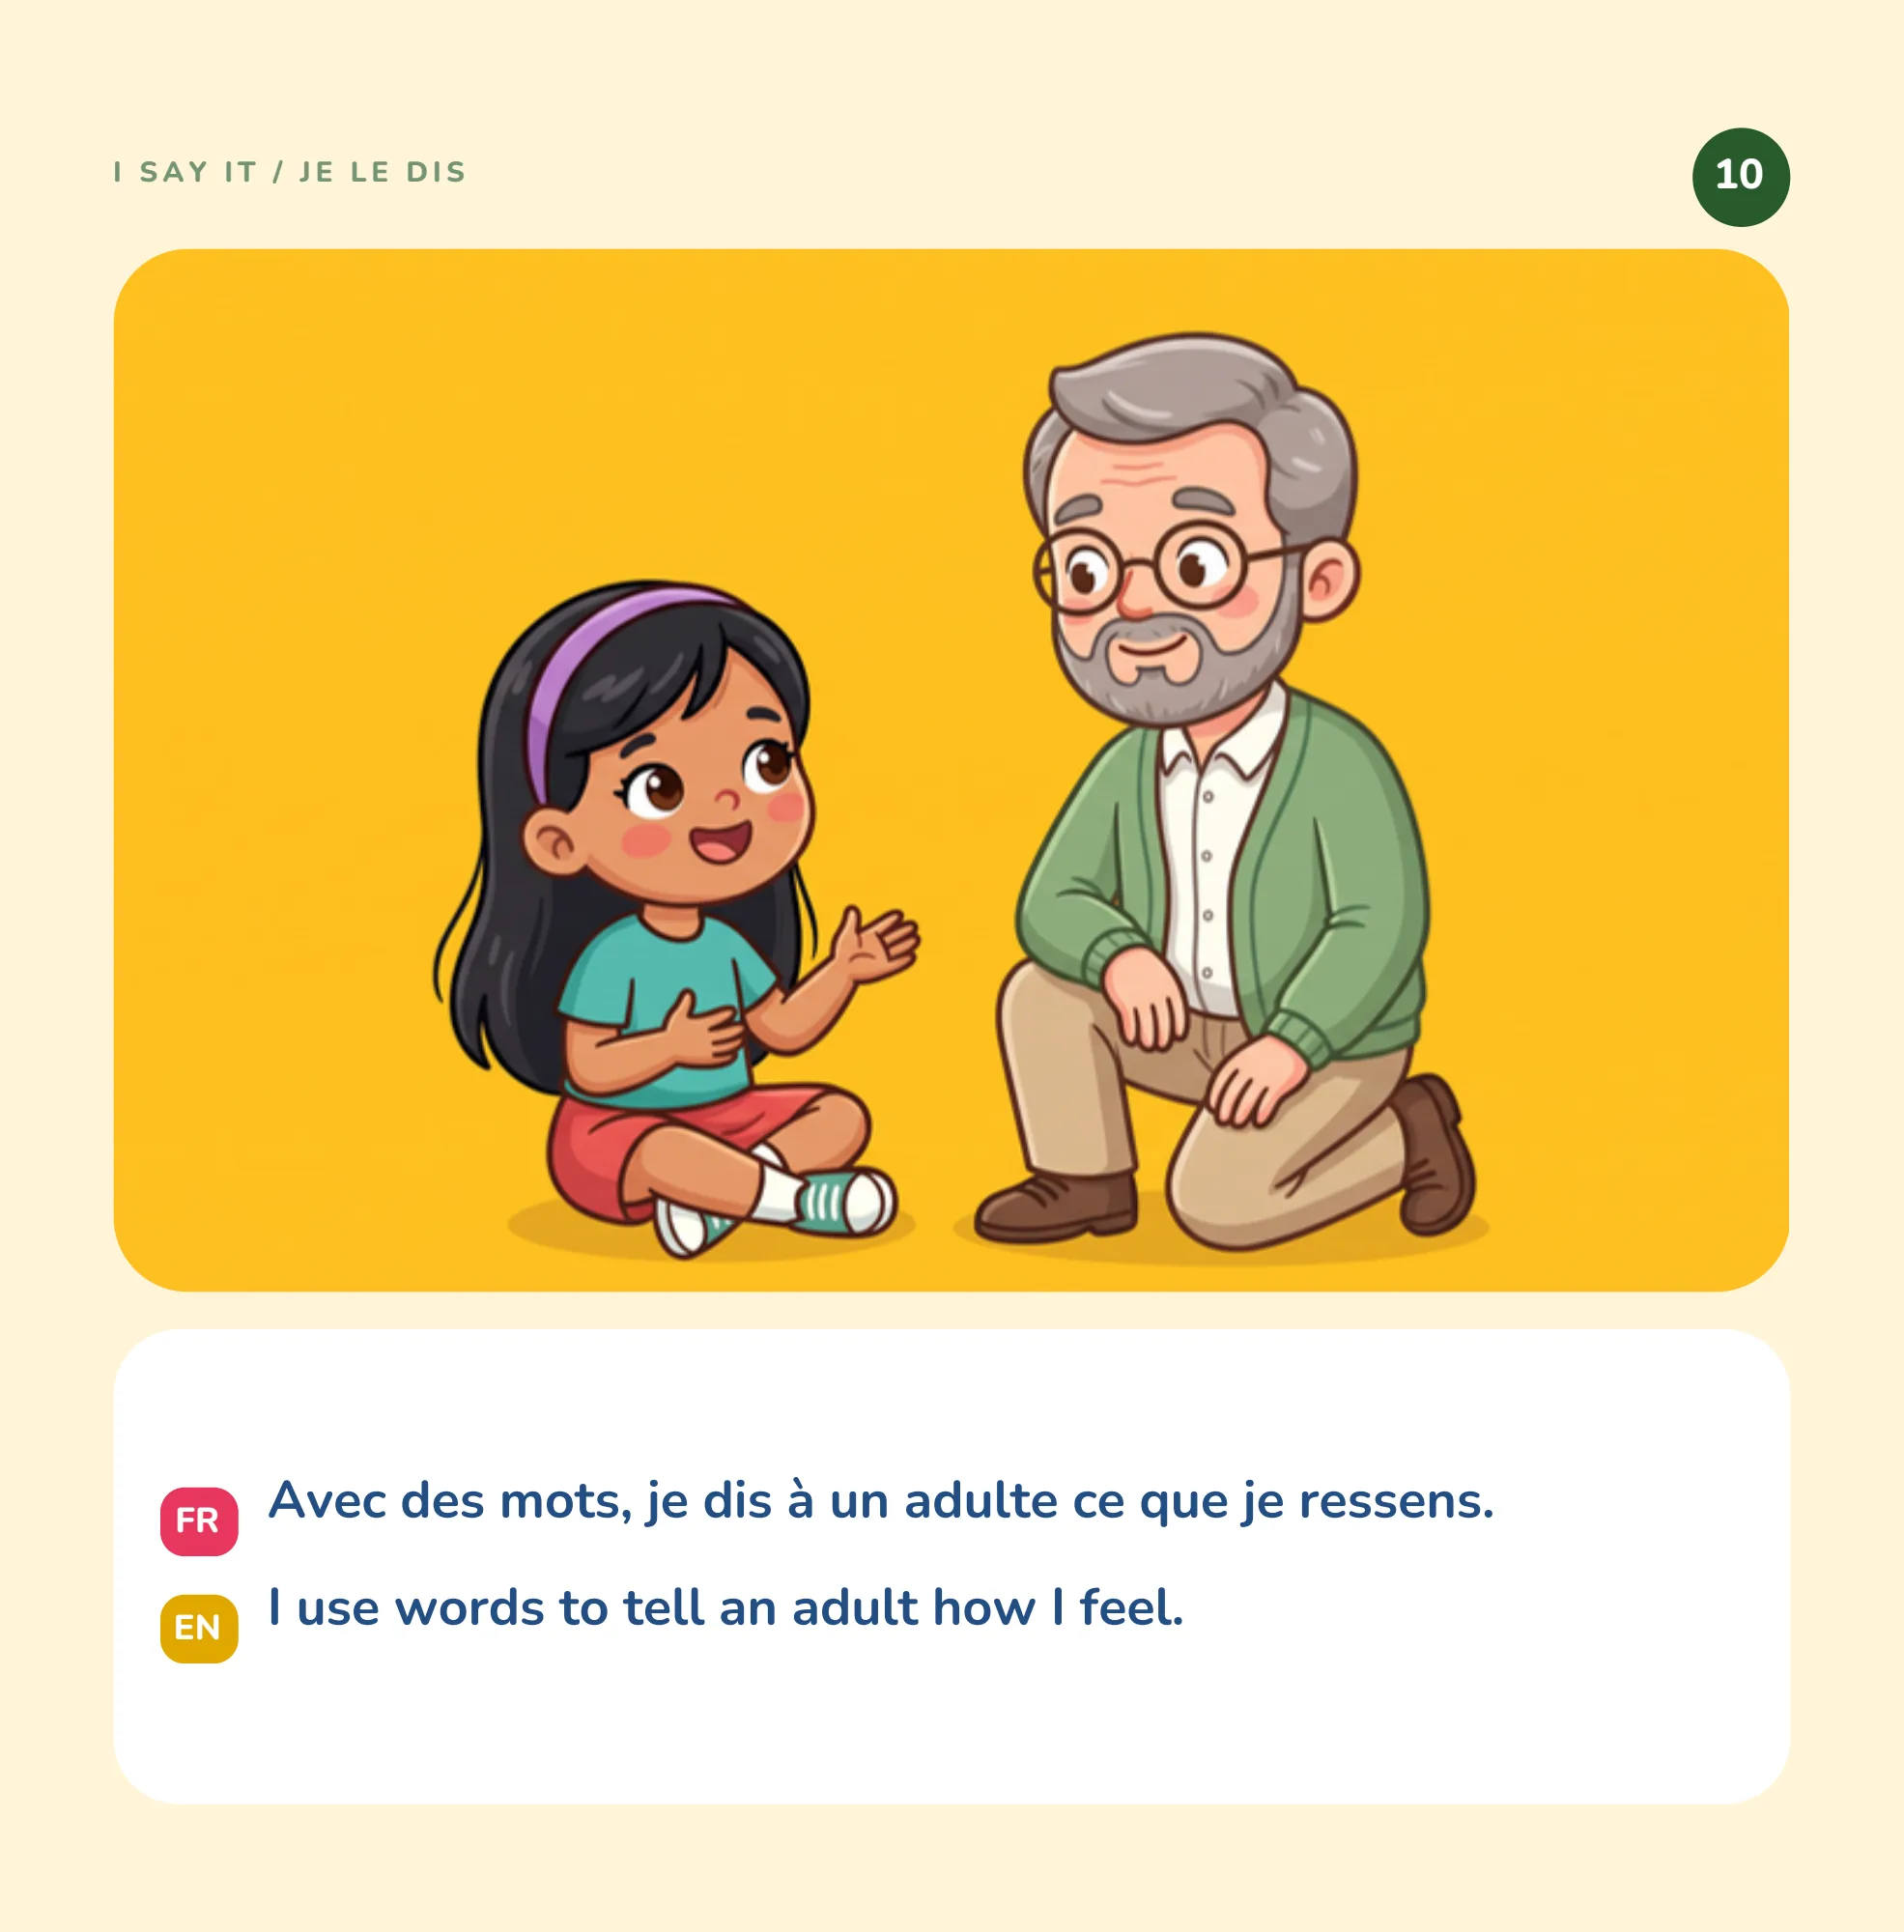 I SAY IT / JE LE DIS
10
FR Avec des mots, je dis à un adulte ce que je ressens.
EN I use words to tell an adult how I feel.